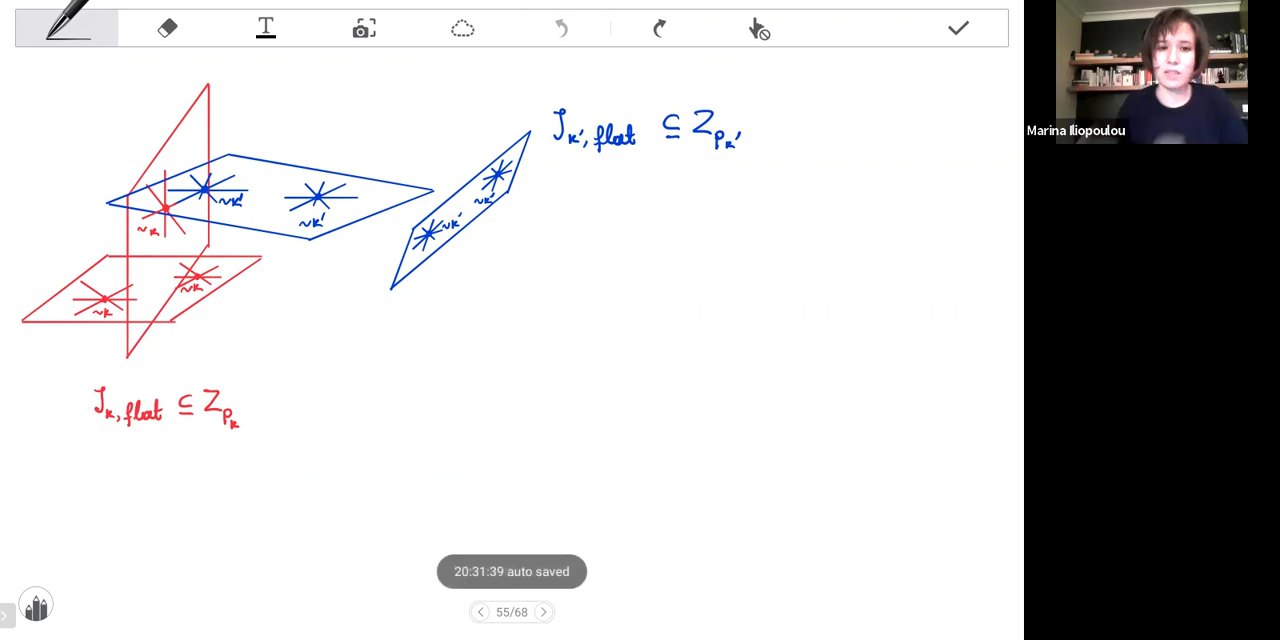 T
Marina Iliopoulou
J_{k', flat} ⊆ Z_{p_{k'}}
~k'
~k'
~k'
~k'
~k
~k
~k
J_{k, flat} ⊆ Z_{p_k}
20:31:39 auto saved
55/68